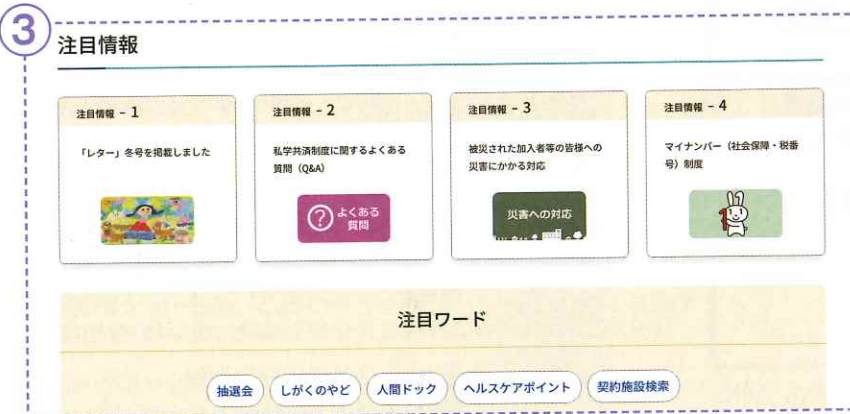 ③
注目情報
注目情報 - 1
「レター」冬号を掲載しました
注目情報 - 2
私学共済制度に関するよくある
質問（Q&A）
よくある
質問
注目情報 - 3
被災された加入者等の皆様への
災害にかかる対応
災害への対応
注目情報 - 4
マイナンバー（社会保障・税番
号）制度
注目ワード
抽選会
しがくのやど
人間ドック
ヘルスケアポイント
契約施設検索